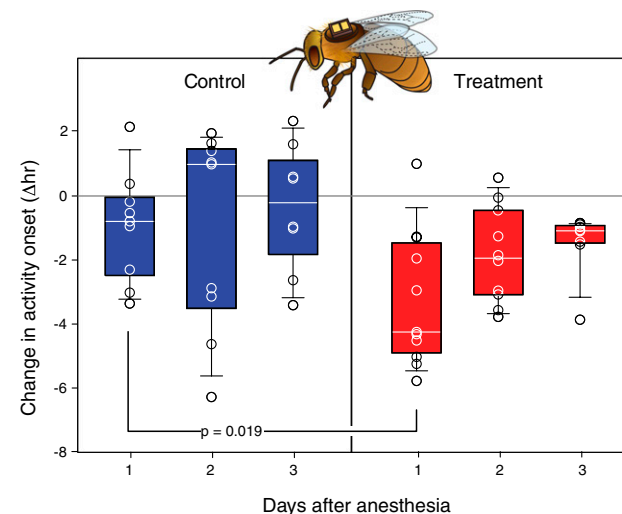 Control
Treatment
Change in activity onset (Δhr)
2
0
-2
-4
-6
-8
p = 0.019
1
2
3
1
2
3
Days after anesthesia